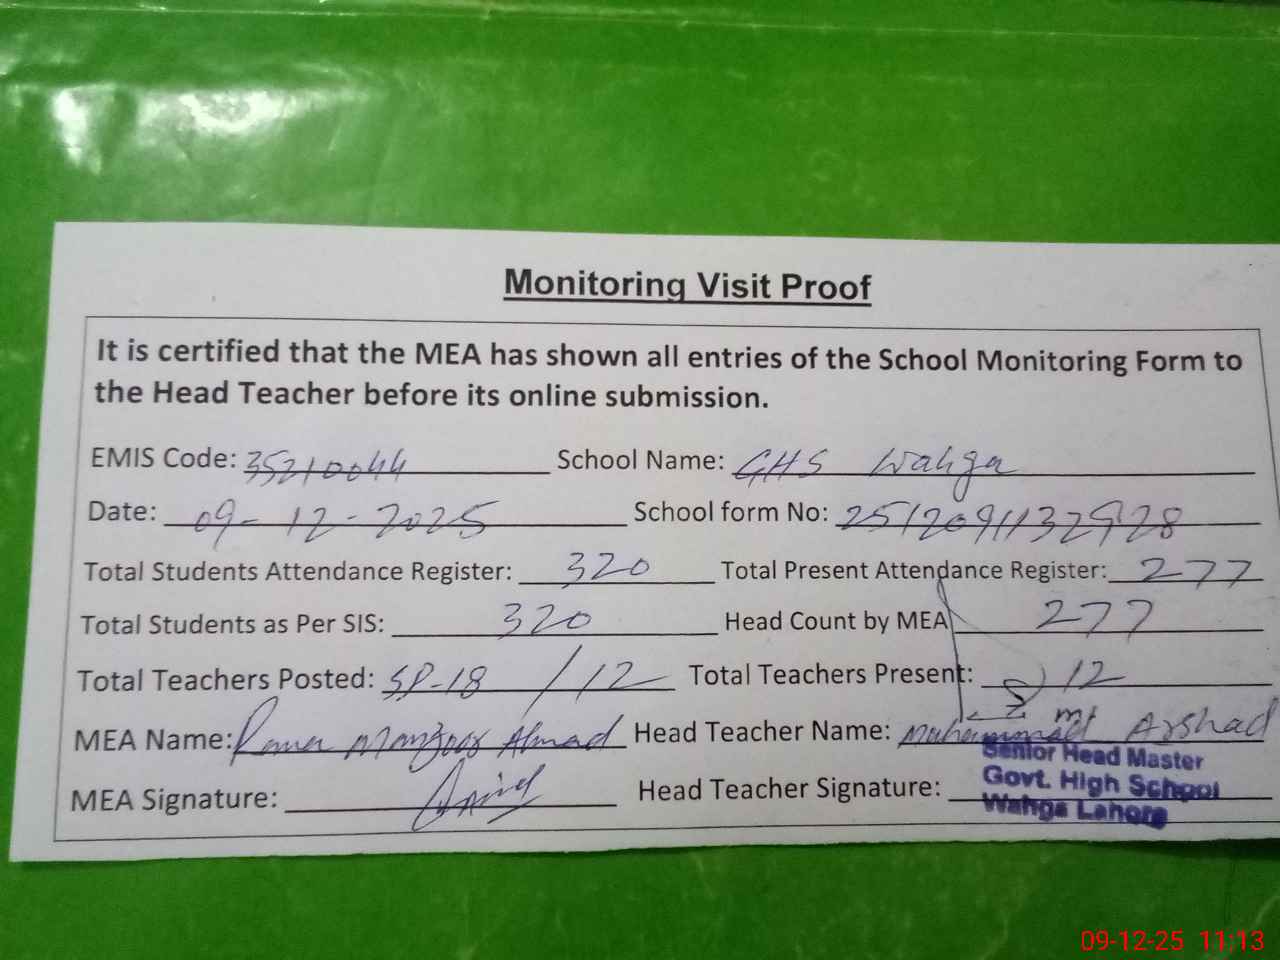 Monitoring Visit Proof
It is certified that the MEA has shown all entries of the School Monitoring Form to
the Head Teacher before its online submission.
EMIS Code: 35210044 School Name: GHS Wahga
Date: 09-12-2025 School form No: 251209113292928
Total Students Attendance Register: 320 Total Present Attendance Register: 277
Total Students as Per SIS: 320 Head Count by MEA 277
Total Teachers Posted: SP-18 /12 Total Teachers Present: 12
MEA Name: Rana Manzoor Ahmad Head Teacher Name: Muhammad Arshad
MEA Signature: Head Teacher Signature:
Senior Head Master
Govt. High School
Wahga Lahore
09-12-25 11:13